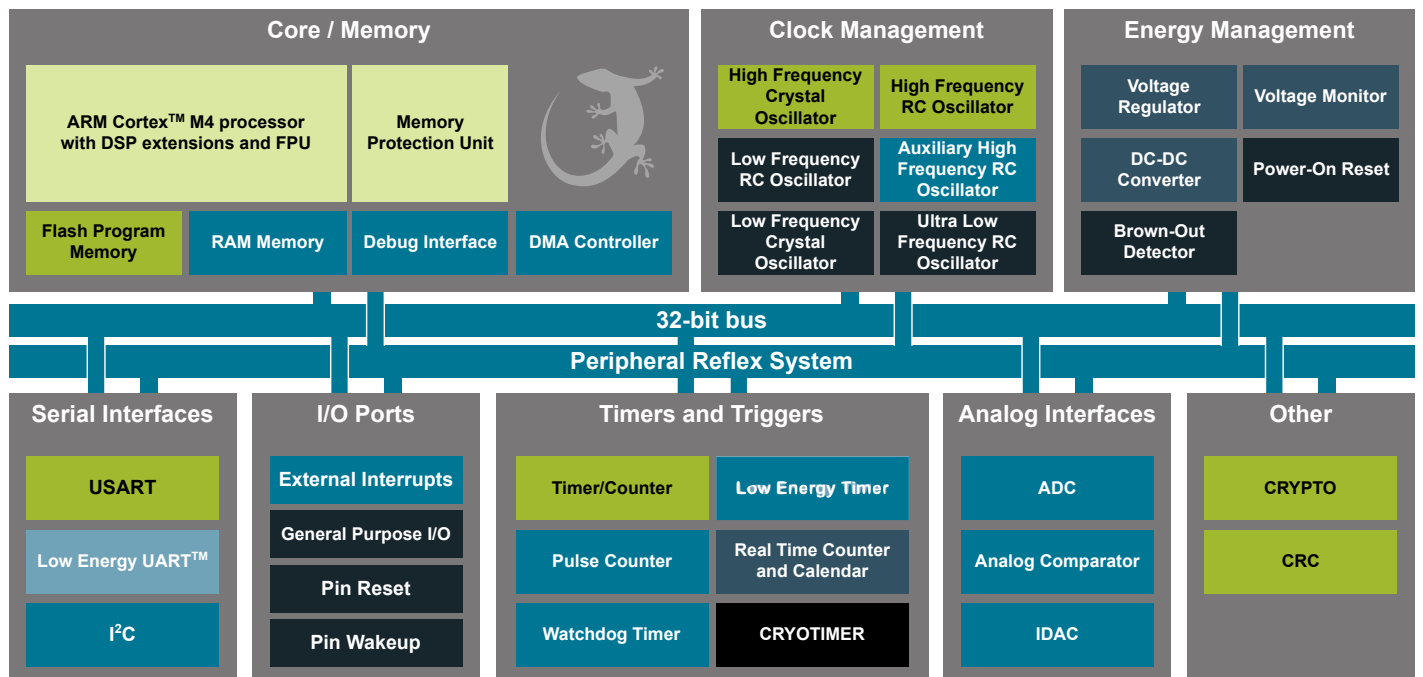 Core / Memory
ARM Cortex™ M4 processor
with DSP extensions and FPU
Memory
Protection Unit
Flash Program
Memory
RAM Memory
Debug Interface
DMA Controller
Clock Management
High Frequency
Crystal
Oscillator
High Frequency
RC Oscillator
Low Frequency
RC Oscillator
Auxiliary High
Frequency RC
Oscillator
Low Frequency
Crystal
Oscillator
Ultra Low
Frequency RC
Oscillator
Energy Management
Voltage
Regulator
Voltage Monitor
DC-DC
Converter
Power-On Reset
Brown-Out
Detector
32-bit bus
Peripheral Reflex System
Serial Interfaces
USART
Low Energy UART™
I²C
I/O Ports
External Interrupts
General Purpose I/O
Pin Reset
Pin Wakeup
Timers and Triggers
Timer/Counter
Low Energy Timer
Pulse Counter
Real Time Counter
and Calendar
Watchdog Timer
CRYOTIMER
Analog Interfaces
ADC
Analog Comparator
IDAC
Other
CRYPTO
CRC